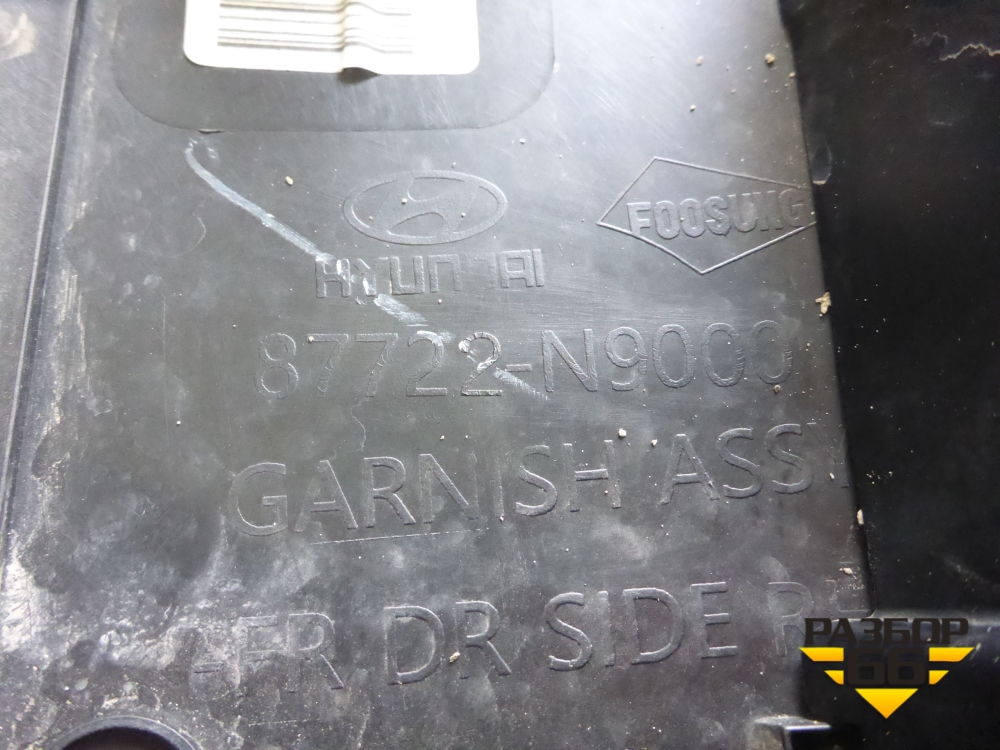 FOOSUNG
HYUNDAI
87722-N9000
GARNISH ASSY
-FR DR SIDE
РАЗБОР
66